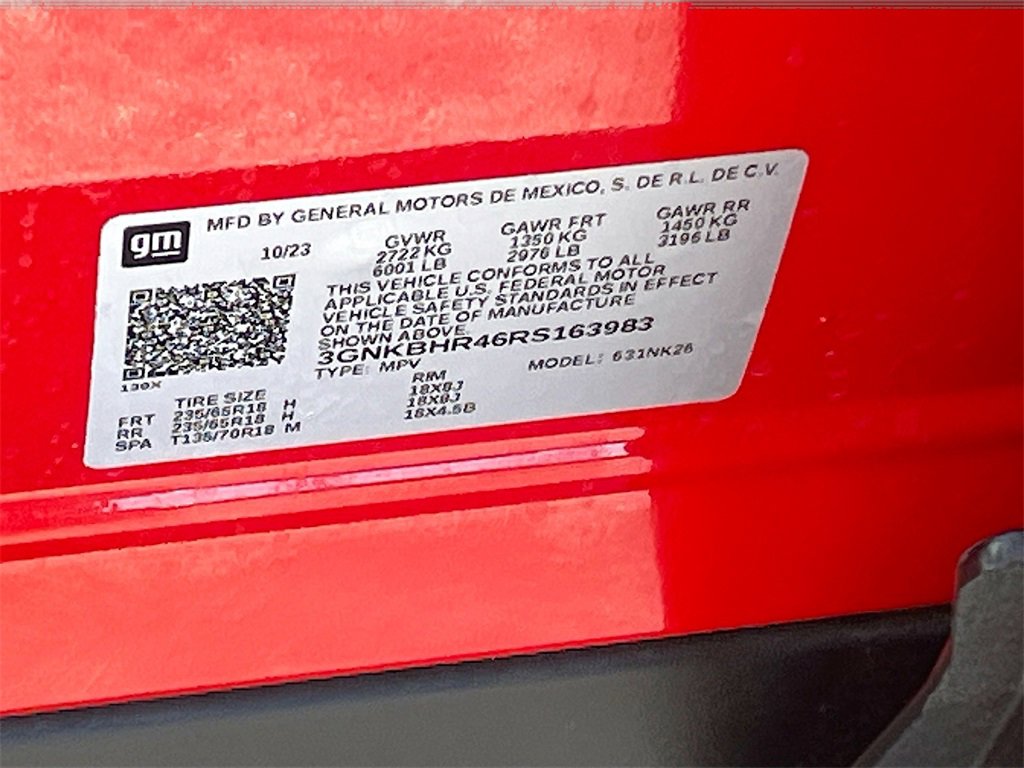 gm
MFD BY GENERAL MOTORS DE MEXICO, S. DE R.L. DE C.V.
10/23 GVWR GAWR FRT GAWR RR
2722 KG 1350 KG 1450 KG
6001 LB 2976 LB 3196 LB
THIS VEHICLE CONFORMS TO ALL
APPLICABLE U.S. FEDERAL MOTOR
VEHICLE SAFETY STANDARDS IN EFFECT
ON THE DATE OF MANUFACTURE
SHOWN ABOVE.
3GNKBHR46RS163983
TYPE: MPV MODEL: 631NK26
139X
TIRE SIZE RIM
FRT 235/65R18 H 18X8J
RR 235/65R18 H 18X8J
SPA T135/70R18 M 18X4.5B